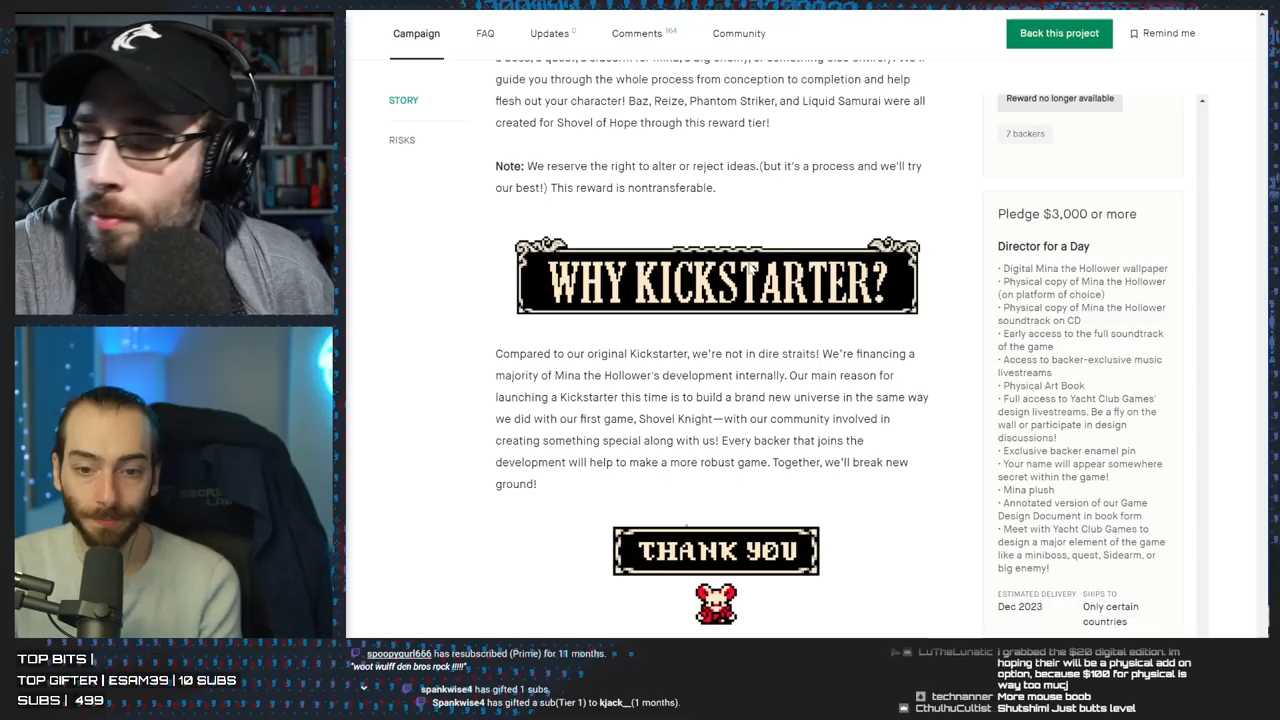 Campaign
FAQ
Updates 0
Comments 164
Community
Back this project
Remind me
STORY
RISKS
guide you through the whole process from conception to completion and help
flesh out your character! Baz, Reize, Phantom Striker, and Liquid Samurai were all
created for Shovel of Hope through this reward tier!
Note: We reserve the right to alter or reject ideas.(but it's a process and we'll try
our best!) This reward is nontransferable.
WHY KICKSTARTER?
Compared to our original Kickstarter, we're not in dire straits! We're financing a
majority of Mina the Hollower's development internally. Our main reason for
launching a Kickstarter this time is to build a brand new universe in the same way
we did with our first game, Shovel Knight—with our community involved in
creating something special along with us! Every backer that joins the
development will help to make a more robust game. Together, we'll break new
ground!
THANK YOU
Reward no longer available
7 backers
Pledge $3,000 or more
Director for a Day
• Digital Mina the Hollower wallpaper
• Physical copy of Mina the Hollower
(on platform of choice)
• Physical copy of Mina the Hollower
soundtrack on CD
• Early access to the full soundtrack
of the game
• Access to backer-exclusive music
livestreams
• Physical Art Book
• Full access to Yacht Club Games'
design livestreams. Be a fly on the
wall or participate in design
discussions!
• Exclusive backer enamel pin
• Your name will appear somewhere
secret within the game!
• Mina plush
• Annotated version of our Game
Design Document in book form
• Meet with Yacht Club Games to
design a major element of the game
like a miniboss, quest, Sidearm, or
big enemy!
ESTIMATED DELIVERY
Dec 2023
SHIPS TO
Only certain
countries
TOP BITS |
TOP GIFTER | ESAM39 | 10 SUBS
SUBS | 499
spoopygurl666 has resubscribed (Prime) for 11 months.
"woot wulff den bros rock !!!!!"
spankwise4 has gifted 1 subs.
Spankwise4 has gifted a sub(Tier 1) to kjack__(1 months).
LuTheLunatic i grabbed the $20 digital edition. im
hoping their will be a physical add on
option, because $100 for physical is
way too mucj
technanner More mouse boob
CthulhuCultist Shutshimi Just butts level